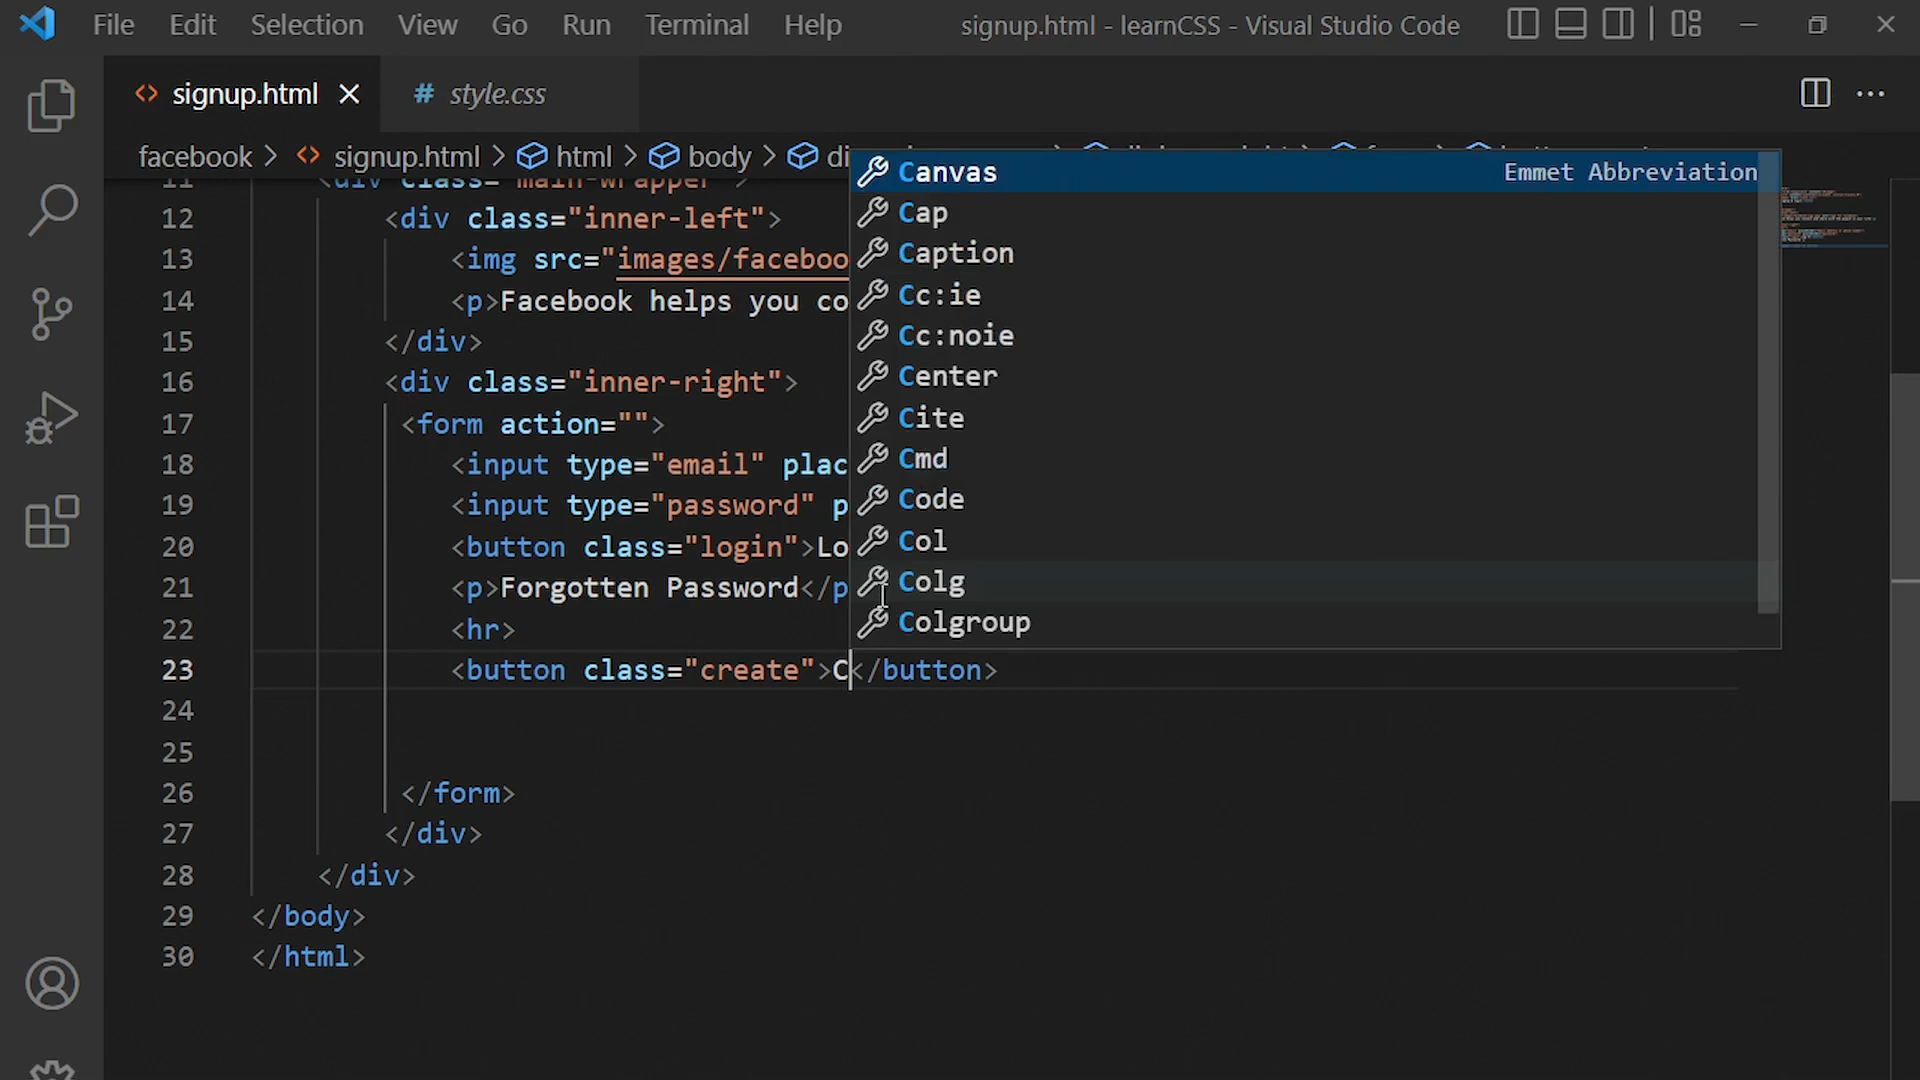 File Edit Selection View Go Run Terminal Help signup.html - learnCSS - Visual Studio Code
signup.html # style.css
facebook > signup.html > html > body >
11 <div class="main-wrapper">
12 <div class="inner-left">
13 <img src="images/faceboo
14 <p>Facebook helps you co
15 </div>
16 <div class="inner-right">
17 <form action="">
18 <input type="email" plac
19 <input type="password" p
20 <button class="login">Lo
21 <p>Forgotten Password</p
22 <hr>
23 <button class="create">C</button>
24
25
26 </form>
27 </div>
28 </div>
29 </body>
30 </html>
Canvas Emmet Abbreviation
Cap
Caption
Cc:ie
Cc:noie
Center
Cite
Cmd
Code
Col
Colg
Colgroup